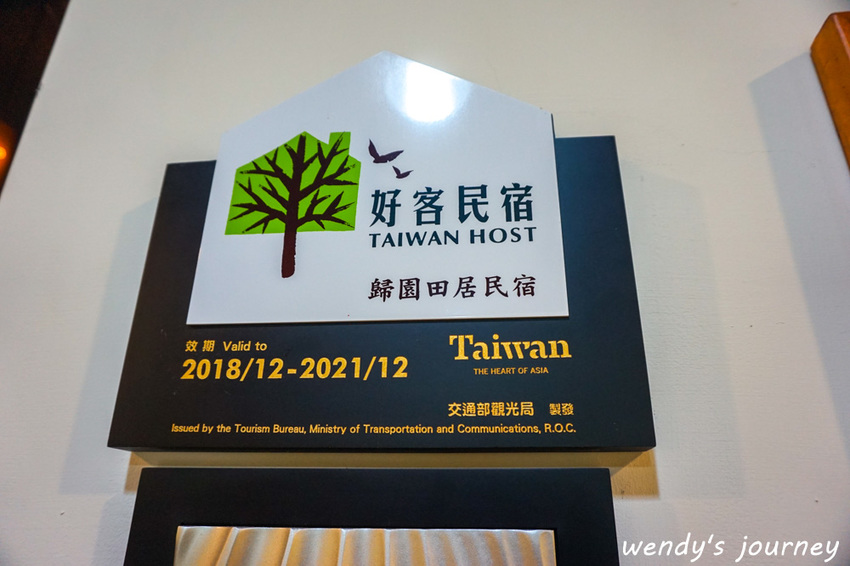 好客民宿
TAIWAN HOST
歸園田居民宿
效期 Valid to
2018/12-2021/12
Taiwan
THE HEART OF ASIA
交通部觀光局 製發
Issued by the Tourism Bureau, Ministry of Transportation and Communications, R.O.C.
wendy's journey